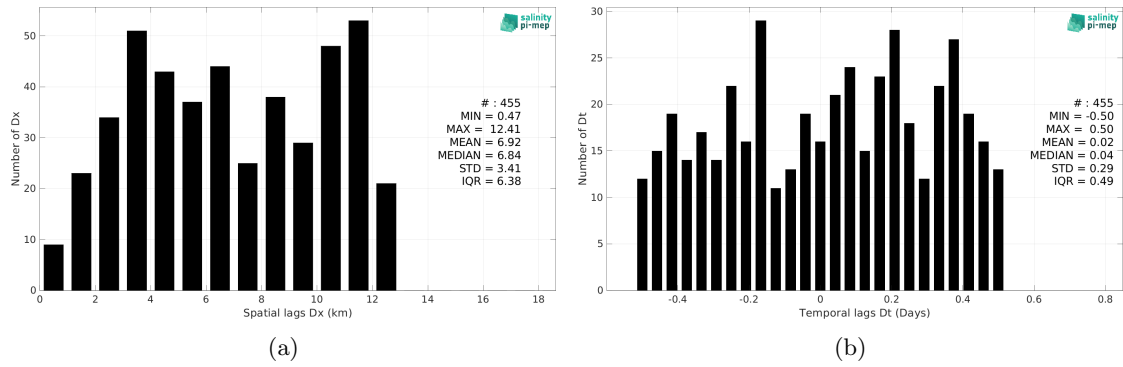 salinity
pi-mep
50
40
30
20
10
0
Number of Dx
# : 455
MIN = 0.47
MAX = 12.41
MEAN = 6.92
MEDIAN = 6.84
STD = 3.41
IQR = 6.38
0 2 4 6 8 10 12 14 16 18
Spatial lags Dx (km)
(a)
salinity
pi-mep
30
25
20
15
10
5
0
Number of Dt
# : 455
MIN = -0.50
MAX = 0.50
MEAN = 0.02
MEDIAN = 0.04
STD = 0.29
IQR = 0.49
-0.4 -0.2 0 0.2 0.4 0.6 0.8
Temporal lags Dt (Days)
(b)